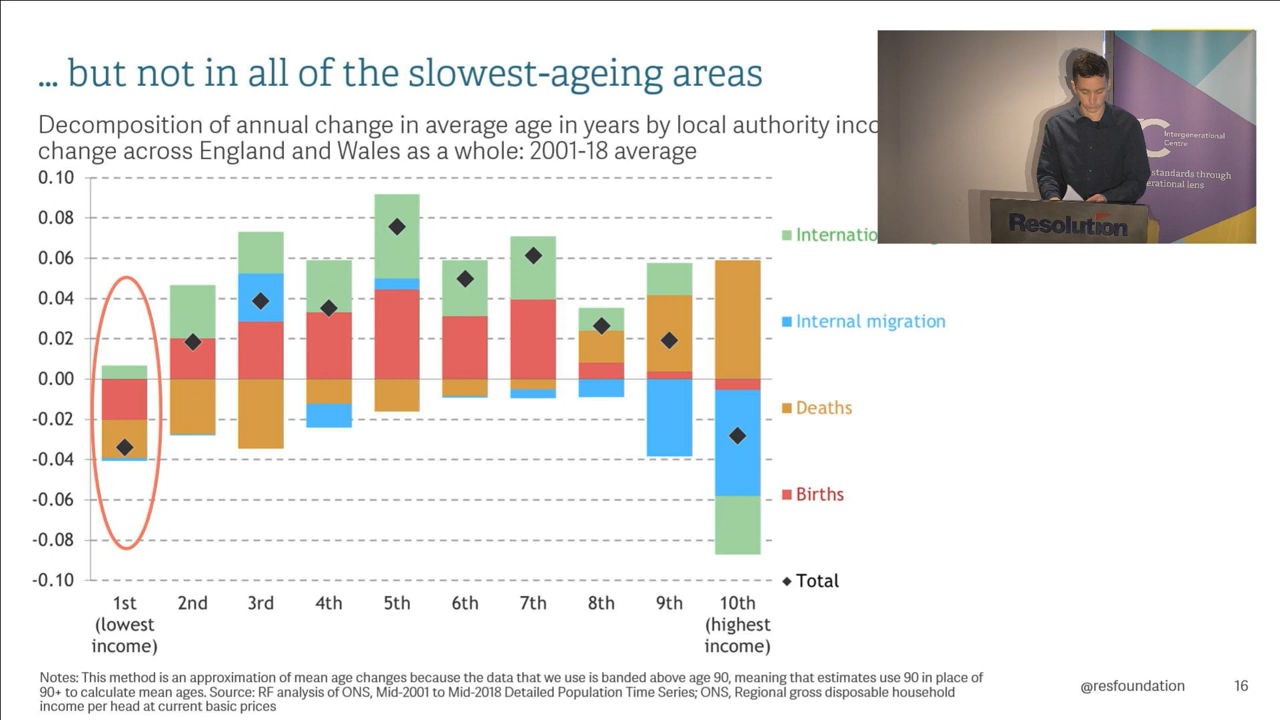 ... but not in all of the slowest-ageing areas
Decomposition of annual change in average age in years by local authority
change across England and Wales as a whole: 2001-18 average
0.10
0.08
0.06
0.04
0.02
0.00
-0.02
-0.04
-0.06
-0.08
-0.10
1st
(lowest
income)
2nd
3rd
4th
5th
6th
7th
8th
9th
10th
(highest
income)
Internal migration
Deaths
Births
Total
Intergenerational
Centre
standards through
Resolution
Notes: This method is an approximation of mean age changes because the data that we use is banded above age 90, meaning that estimates use 90 in place of
90+ to calculate mean ages. Source: RF analysis of ONS, Mid-2001 to Mid-2018 Detailed Population Time Series; ONS, Regional gross disposable household
income per head at current basic prices
@resfoundation
16